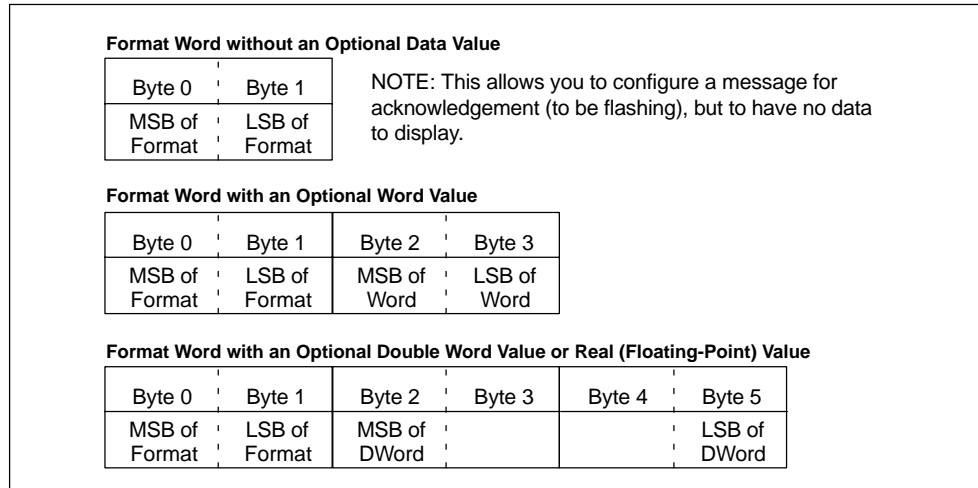 Format Word without an Optional Data Value
Byte 0 Byte 1
MSB of Format LSB of Format
NOTE: This allows you to configure a message for
acknowledgement (to be flashing), but to have no data
to display.
Format Word with an Optional Word Value
Byte 0 Byte 1 Byte 2 Byte 3
MSB of LSB of MSB of LSB of
Format Format Word Word
Format Word with an Optional Double Word Value or Real (Floating-Point) Value
Byte 0 Byte 1 Byte 2 Byte 3 Byte 4 Byte 5
MSB of LSB of MSB of LSB of
Format Format DWord DWord